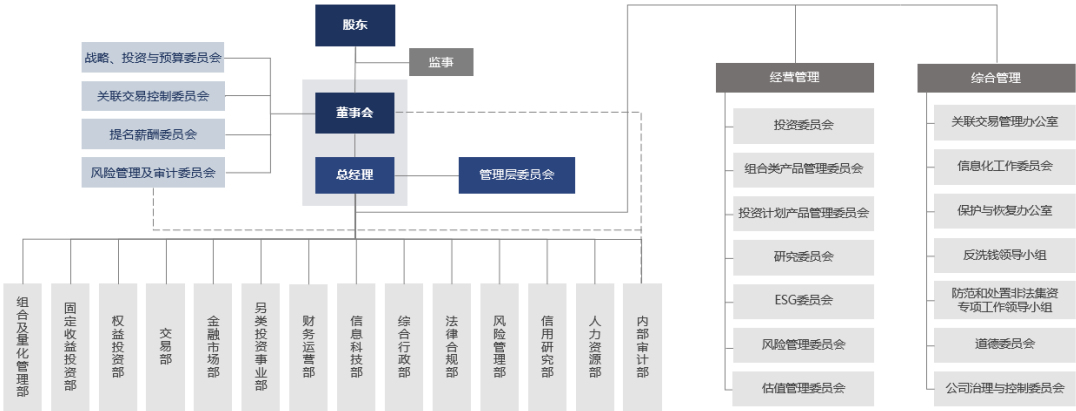 股东
监事
战略、投资与预算委员会
关联交易控制委员会
提名薪酬委员会
风险管理及审计委员会
董事会
总经理
管理层委员会
组合及量化管理部
固定收益投资部
权益投资部
交易部
金融市场部
另类投资事业部
财务运营部
信息科技部
综合行政部
法律合规部
风险管理部
信用研究部
人力资源部
内部审计部
经营管理
投资委员会
组合类产品管理委员会
投资计划产品管理委员会
研究委员会
ESG委员会
风险管理委员会
估值管理委员会
综合管理
关联交易管理办公室
信息化工作委员会
保护与恢复办公室
反洗钱领导小组
防范和处置非法集资
专项工作领导小组
道德委员会
公司治理与控制委员会